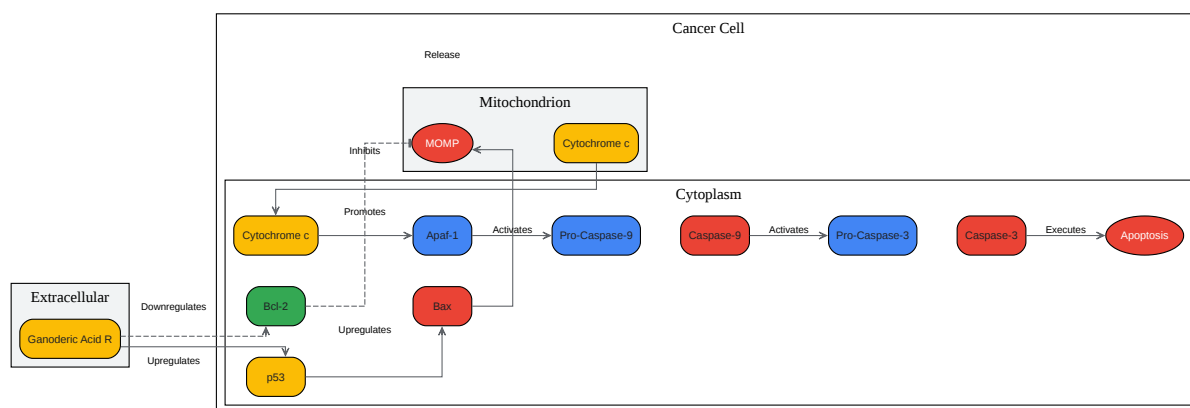 Cancer Cell
Release
Mitochondrion
MOMP
Cytochrome c
Inhibits
Cytoplasm
Promotes
Cytochrome c
Apaf-1
Activates
Pro-Caspase-9
Caspase-9
Activates
Pro-Caspase-3
Caspase-3
Executes
Apoptosis
Extracellular
Downregulates
Bcl-2
Bax
Ganoderic Acid R
Upregulates
Upregulates
p53